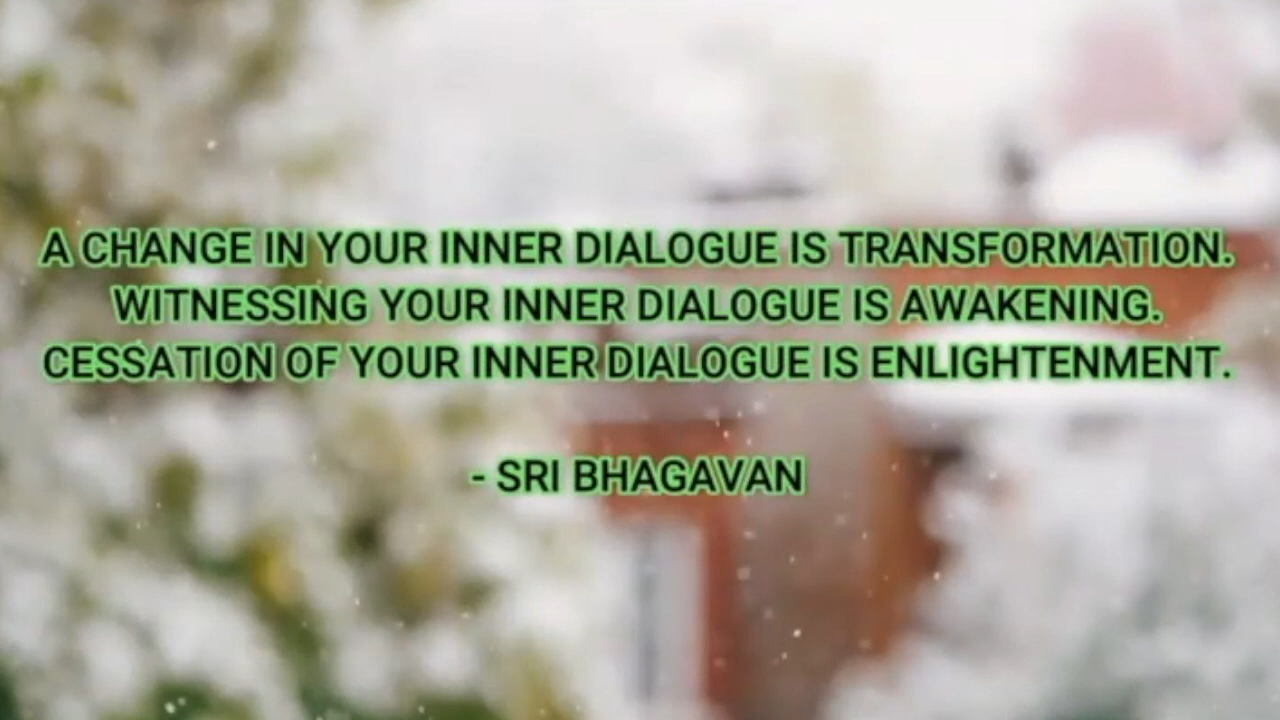 A CHANGE IN YOUR INNER DIALOGUE IS TRANSFORMATION.
WITNESSING YOUR INNER DIALOGUE IS AWAKENING.
CESSATION OF YOUR INNER DIALOGUE IS ENLIGHTENMENT.
- SRI BHAGAVAN